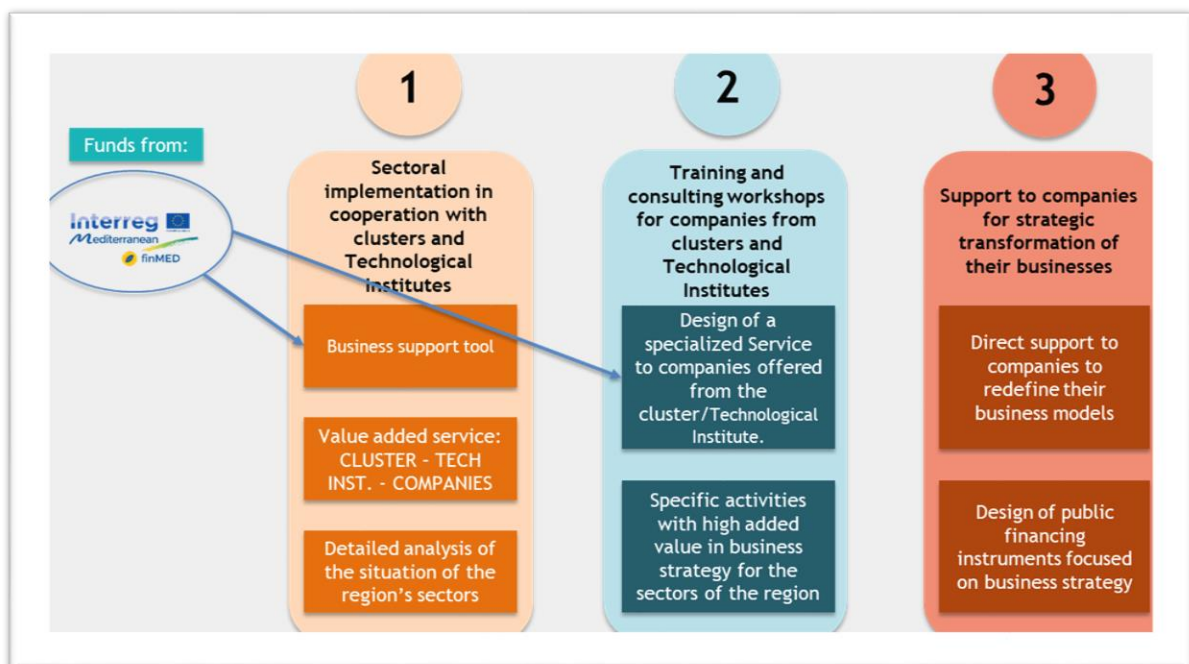 1
2
3
Funds from:
Interreg
Mediterranean
finMED
Sectoral
implementation in
cooperation with
clusters and
Technological
Institutes
Business support tool
Value added service:
CLUSTER - TECH
INST. - COMPANIES
Detailed analysis of
the situation of the
region's sectors
Training and
consulting workshops
for companies from
clusters and
Technological
Institutes
Design of a
specialized Service
to companies offered
from the
cluster/Technological
Institute.
Specific activities
with high added
value in business
strategy for the
sectors of the region
Support to companies
for strategic
transformation of
their businesses
Direct support to
companies to
redefine their
business models
Design of public
financing
instruments focused
on business strategy